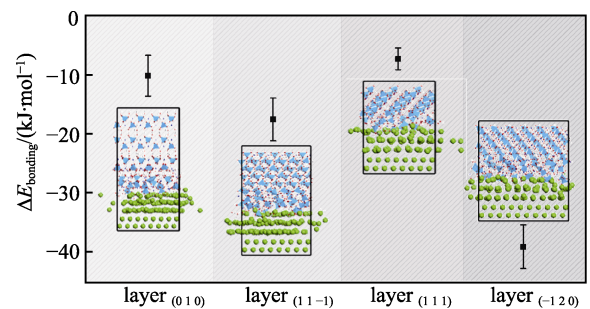 0
−10
−20
−30
−40
ΔE_bonding/(kJ·mol⁻¹)
layer (0 1 0)
layer (1 1 −1)
layer (1 1 1)
layer (−1 2 0)